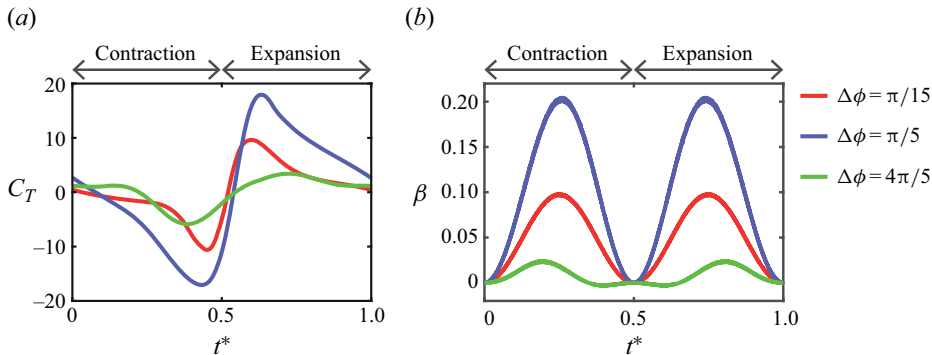 (a)
Contraction Expansion
20
10
0
−10
−20
C_T
0 0.5 1.0
t*
(b)
Contraction Expansion
0.20
0.15
0.10
0.05
0
β
0 0.5 1.0
t*
Δϕ = π/15
Δϕ = π/5
Δϕ = 4π/5